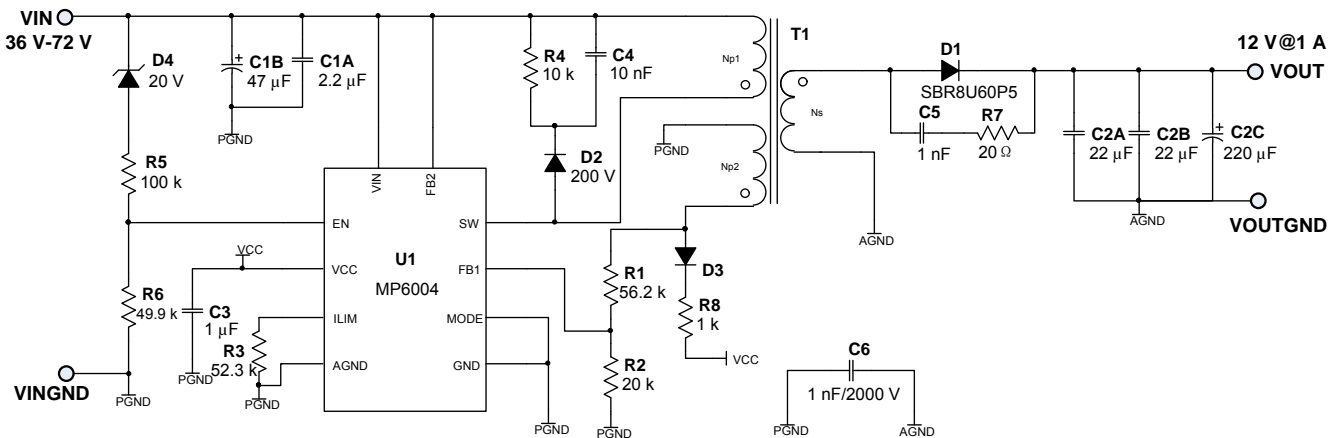 VIN
36 V-72 V
D4
20 V
C1B
47 μF
C1A
2.2 μF
PGND
R4
10 k
C4
10 nF
Np1
T1
D1
SBR8U60P5
12 V@1 A
VOUT
Ns
C5
1 nF
R7
20 Ω
C2A
22 μF
C2B
22 μF
C2C
220 μF
PGND
Np2
D2
200 V
R5
100 k
VIN
FB2
EN
SW
AGND
AGND
VOUTGND
VCC
VCC
U1
MP6004
FB1
R1
56.2 k
D3
R6
49.9 k
C3
1 μF
ILIM
MODE
R8
1 k
R3
52.3 k
AGND
GND
VCC
R2
20 k
C6
1 nF/2000 V
VINGND
PGND
PGND
PGND
PGND
PGND
PGND
AGND